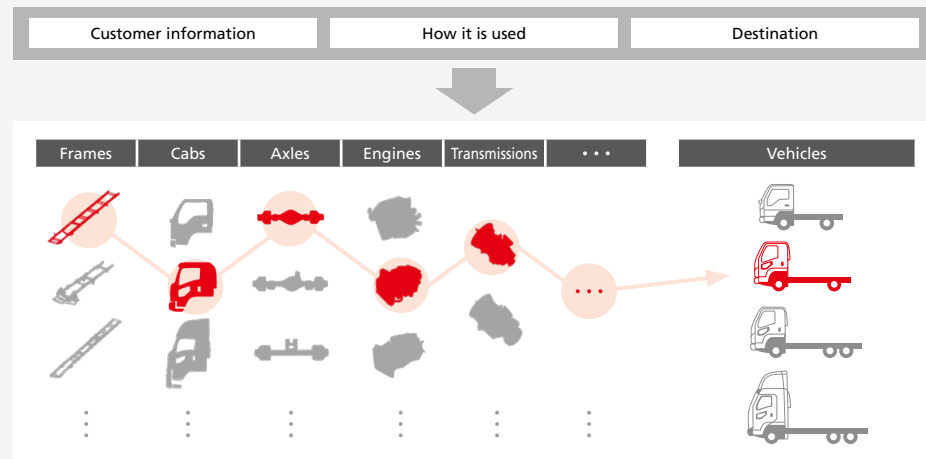 Customer information
How it is used
Destination
Frames
Cabs
Axles
Engines
Transmissions
• • •
Vehicles
• • •